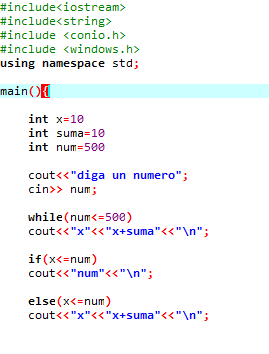 #include<iostream>
#include<string>
#include <conio.h>
#include <windows.h>
using namespace std;
main(){
int x=10
int suma=10
int num=500
cout<<"diga un numero";
cin>> num;
while(num<=500)
cout<<"x"<<"x+suma"<<"\n";
if(x<=num)
cout<<"num"<<"\n";
else(x<=num)
cout<<"x"<<"x+suma"<<"\n";